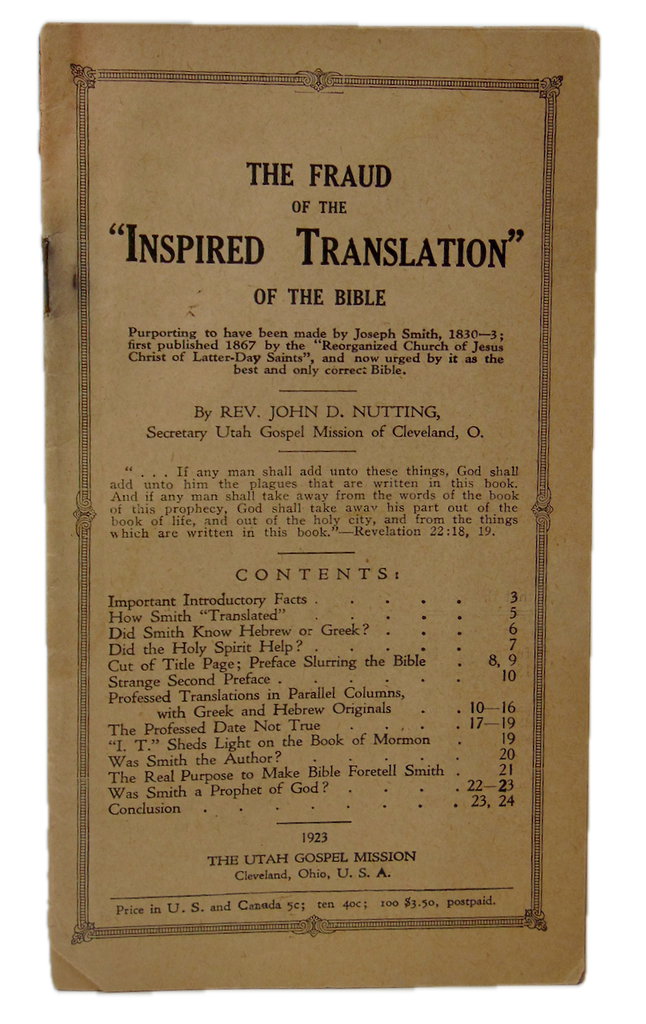 THE FRAUD
OF THE
“INSPIRED TRANSLATION”
OF THE BIBLE
Purporting to have been made by Joseph Smith, 1830—3;
first published 1867 by the “Reorganized Church of Jesus
Christ of Latter-Day Saints”, and now urged by it as the
best and only correct Bible.
By REV. JOHN D. NUTTING,
Secretary Utah Gospel Mission of Cleveland, O.
“ . . . If any man shall add unto these things, God shall
add unto him the plagues that are written in this book.
And if any man shall take away from the words of the book
of this prophecy, God shall take away his part out of the
book of life, and out of the holy city, and from the things
which are written in this book.”—Revelation 22:18, 19.
CONTENTS:
Important Introductory Facts . . . . . 3
How Smith “Translated” . . . . 5
Did Smith Know Hebrew or Greek? . . . 6
Did the Holy Spirit Help? . . . . . 7
Cut of Title Page; Preface Slurring the Bible . 8, 9
Strange Second Preface . . . . . . 10
Professed Translations in Parallel Columns,
with Greek and Hebrew Originals . . 10—16
The Professed Date Not True . . . . 17—19
“I. T.” Sheds Light on the Book of Mormon . 19
Was Smith the Author? . . . . . 20
The Real Purpose to Make Bible Foretell Smith . 21
Was Smith a Prophet of God? . . . . 22—23
Conclusion . . . . . . . . 23, 24
1923
THE UTAH GOSPEL MISSION
Cleveland, Ohio, U. S. A.
Price in U. S. and Canada 5c; ten 40c; 100 $3.50, postpaid.